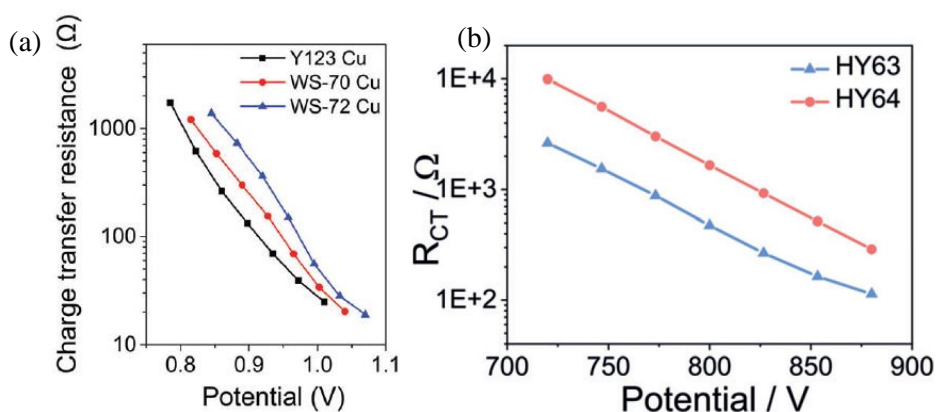 (a)
Charge transfer resistance (Ω)
1000
100
10
Y123 Cu
WS-70 Cu
WS-72 Cu
0.8 0.9 1.0 1.1
Potential (V)
(b)
R_CT / Ω
1E+4
1E+3
1E+2
HY63
HY64
700 750 800 850 900
Potential / V